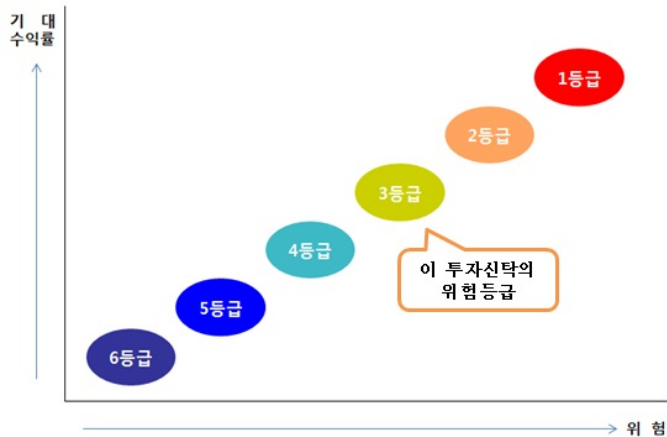 기 대
수익률
1등급
2등급
3등급
4등급
이 투자신탁의
위험등급
5등급
6등급
위 험